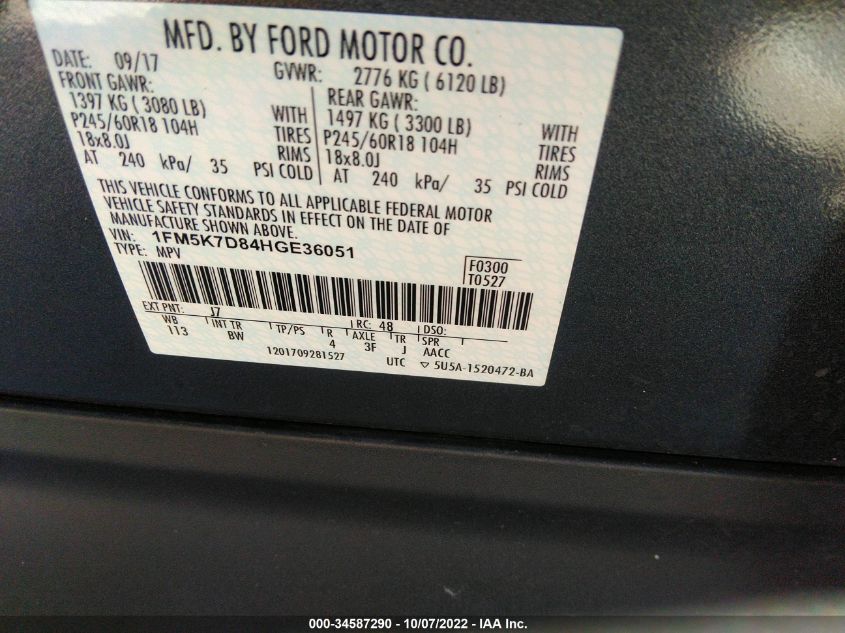 MFD. BY FORD MOTOR CO.
DATE: 09/17 GVWR: 2776 KG ( 6120 LB)
FRONT GAWR: REAR GAWR:
1397 KG ( 3080 LB) WITH 1497 KG ( 3300 LB) WITH
P245/60R18 104H TIRES P245/60R18 104H TIRES
18x8.0J RIMS 18x8.0J RIMS
AT 240 kPa/ 35 PSI COLD AT 240 kPa/ 35 PSI COLD
THIS VEHICLE CONFORMS TO ALL APPLICABLE FEDERAL MOTOR
VEHICLE SAFETY STANDARDS IN EFFECT ON THE DATE OF
MANUFACTURE SHOWN ABOVE.
VIN: 1FM5K7D84HGE36051
TYPE: MPV
F0300
T0527
EXT PNT: J7 RC: 48 DSO:
WB INT TR TP/PS R AXLE TR SPR
113 BW 4 3F J AACC
1201709281527 UTC ▽ 5U5A-1520472-BA
000-34587290 - 10/07/2022 - IAA Inc.